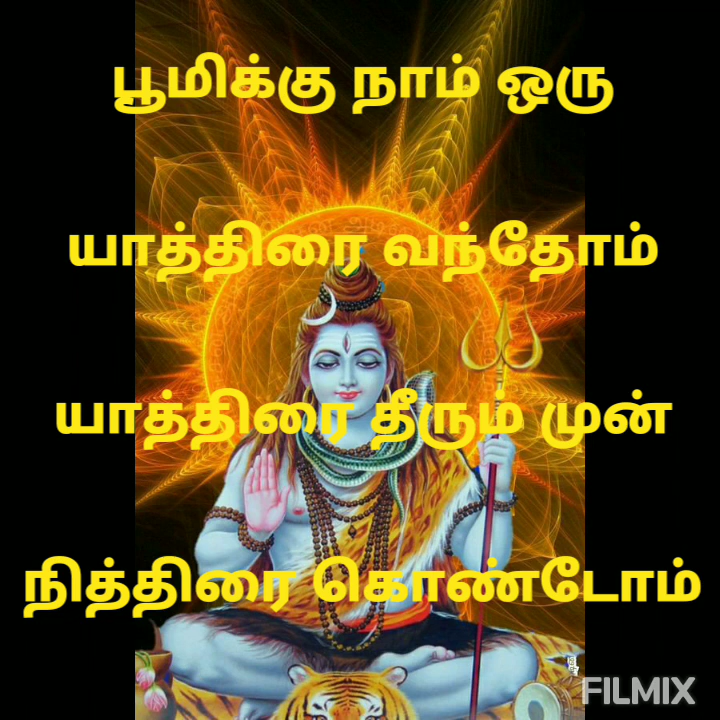 பூமிக்கு நாம் ஒரு
யாத்திரை வந்தோம்
யாத்திரை தீரும் முன்
நித்திரை கொண்டோம்
FILMIX